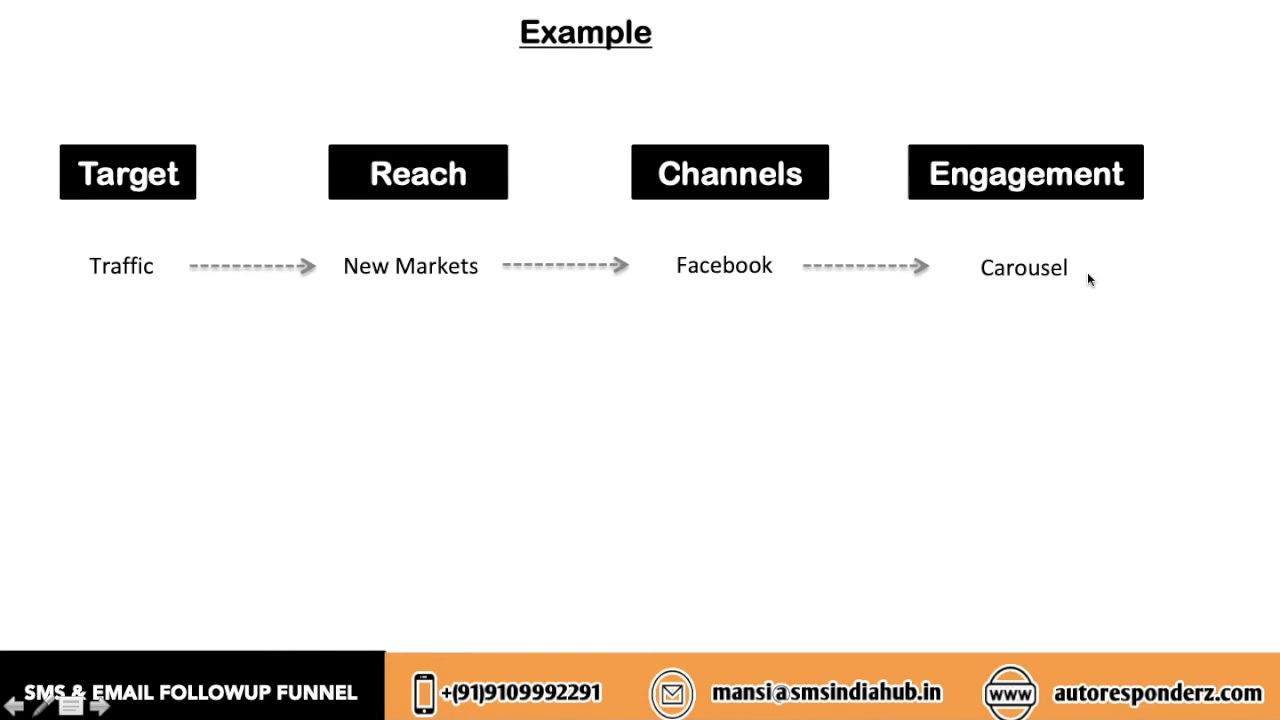 Example
Target Reach Channels Engagement
Traffic New Markets Facebook Carousel
SMS & EMAIL FOLLOWUP FUNNEL +(91)9109992291 mansi@smsindiahub.in www autoresponderz.com